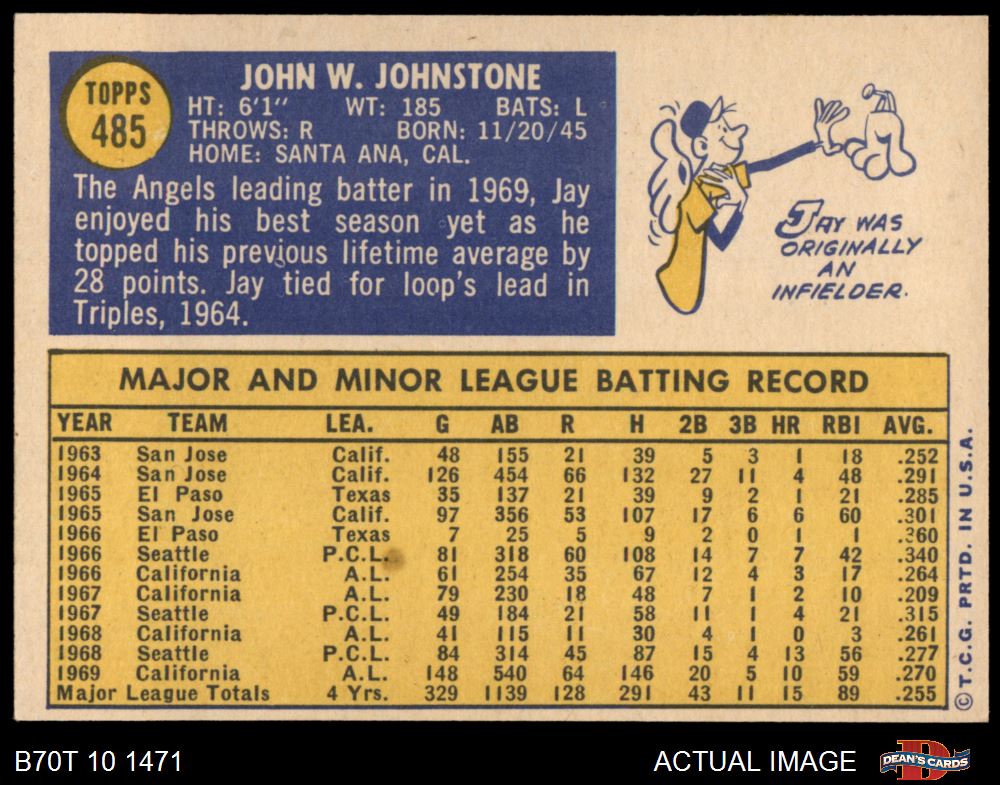 TOPPS
485
JOHN W. JOHNSTONE
HT: 6'1" WT: 185 BATS: L
THROWS: R BORN: 11/20/45
HOME: SANTA ANA, CAL.
The Angels leading batter in 1969, Jay
enjoyed his best season yet as he
topped his previous lifetime average by
28 points. Jay tied for loop's lead in
Triples, 1964.
JAY WAS
ORIGINALLY
AN
INFIELDER.
MAJOR AND MINOR LEAGUE BATTING RECORD
YEAR TEAM LEA. G AB R H 2B 3B HR RBI AVG.
1963 San Jose Calif. 48 155 21 39 5 3 1 18 .252
1964 San Jose Calif. 126 454 66 132 27 11 4 48 .291
1965 El Paso Texas 35 137 21 39 9 2 1 21 .285
1965 San Jose Calif. 97 356 53 107 17 6 6 60 .301
1966 El Paso Texas 7 25 5 9 2 0 1 1 .360
1966 Seattle P.C.L. 81 318 60 108 14 7 7 42 .340
1966 California A.L. 61 254 35 67 12 4 3 17 .264
1967 California A.L. 79 230 18 48 7 1 2 10 .209
1967 Seattle P.C.L. 49 184 21 58 11 1 4 21 .315
1968 California A.L. 41 115 11 30 4 1 0 3 .261
1968 Seattle P.C.L. 84 314 45 87 15 4 13 56 .277
1969 California A.L. 148 540 64 146 20 5 10 59 .270
Major League Totals 4 Yrs. 329 1139 128 291 43 11 15 89 .255
© T.C.G. PRTD. IN U.S.A.
B70T 10 1471
ACTUAL IMAGE
D
DEAN'S CARDS